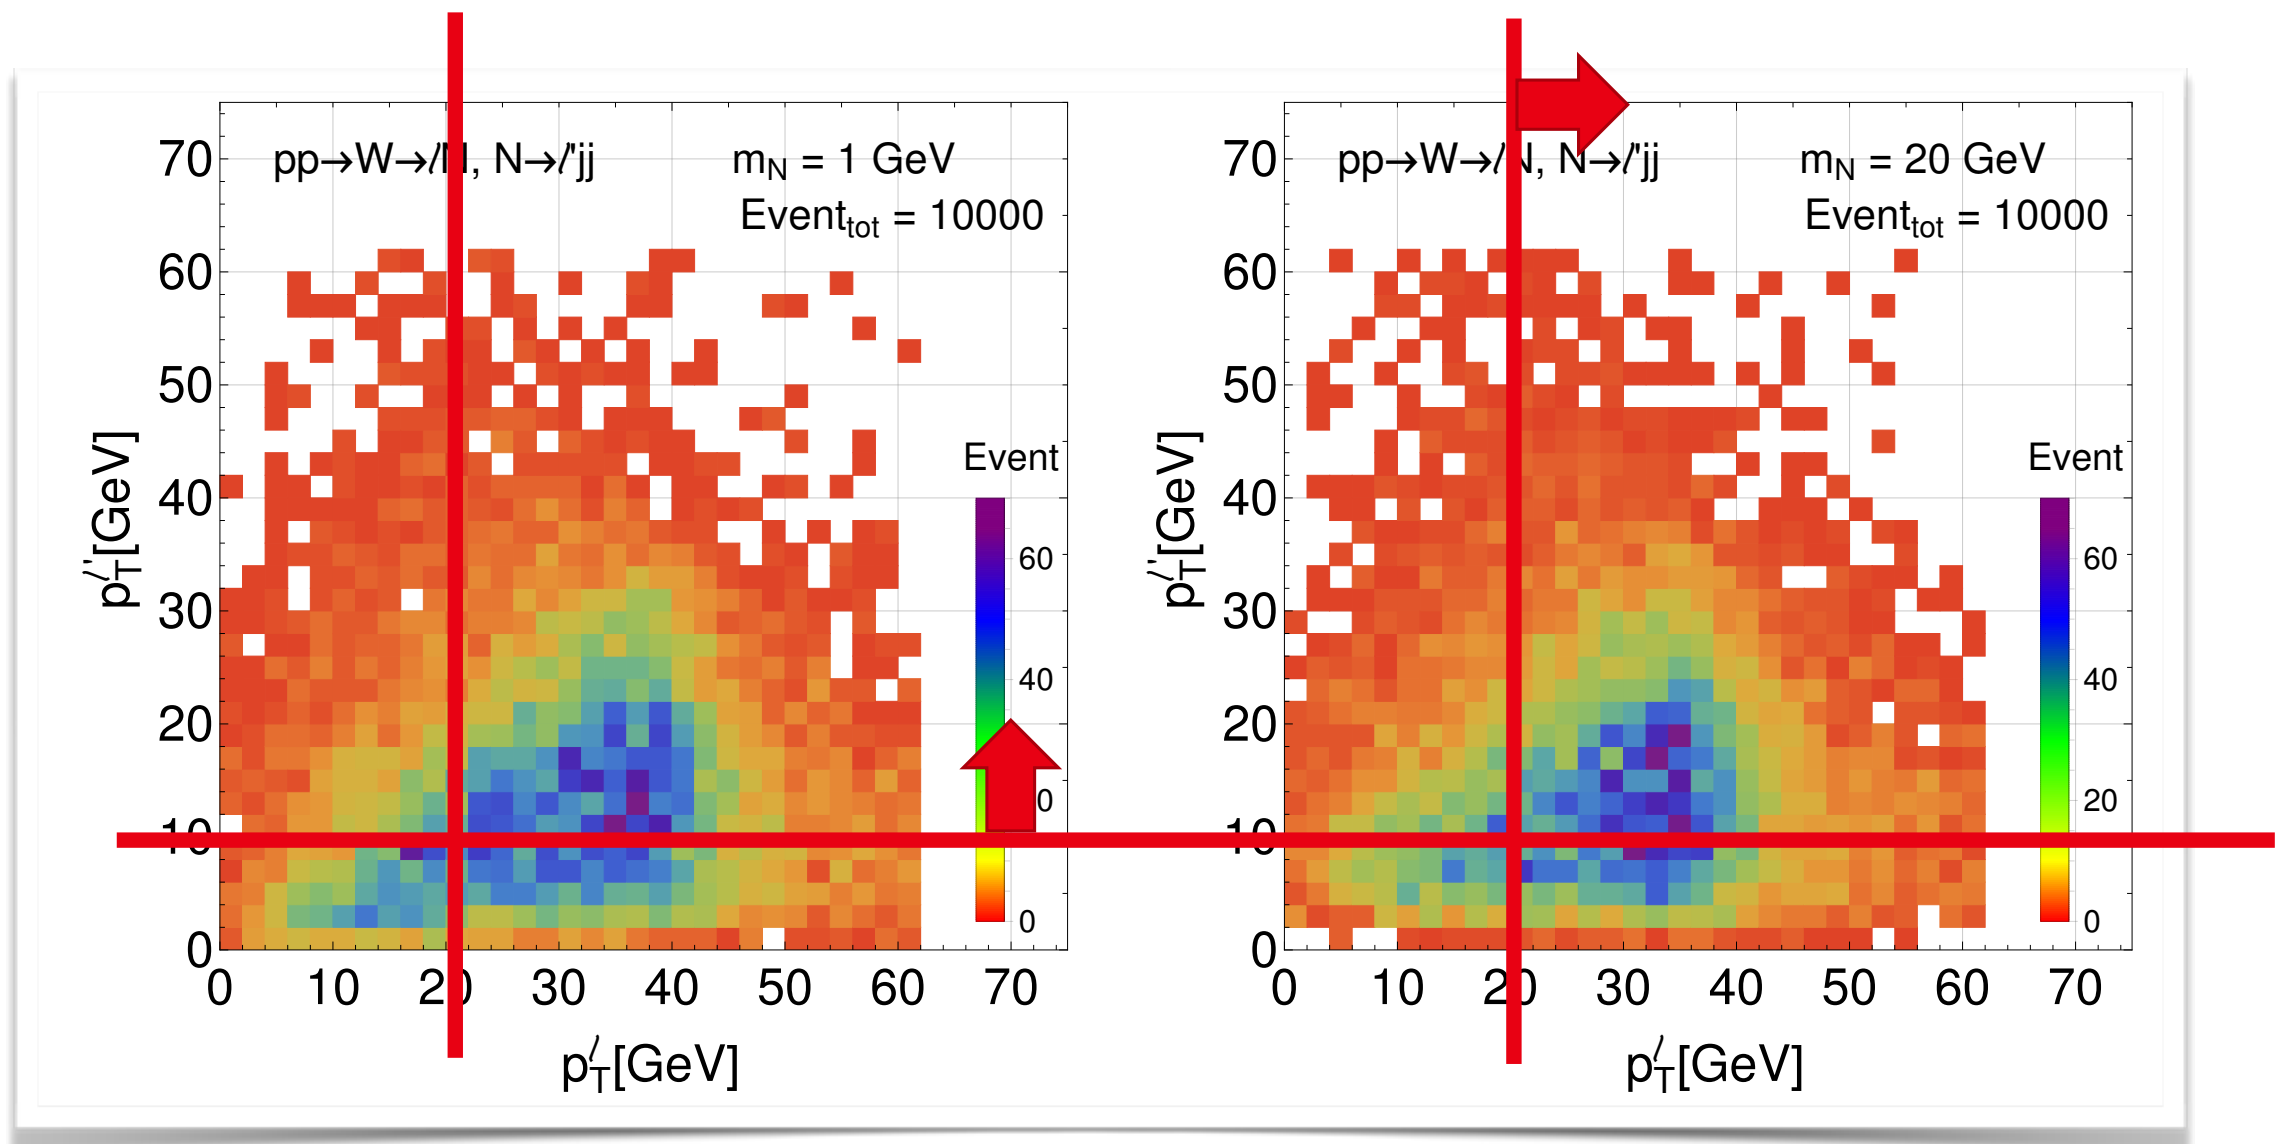 pp→W→ℓN, N→ℓ'jj
m_N = 1 GeV
Event_tot = 10000
70
60
50
40
30
20
10
0
p_T^ℓ'[GeV]
0 10 20 30 40 50 60 70
p_T^ℓ[GeV]
Event
60
40
0
0
pp→W→ℓN, N→ℓ'jj
m_N = 20 GeV
Event_tot = 10000
70
60
50
40
30
20
10
0
p_T^ℓ'[GeV]
0 10 20 30 40 50 60 70
p_T^ℓ[GeV]
Event
60
40
20
0